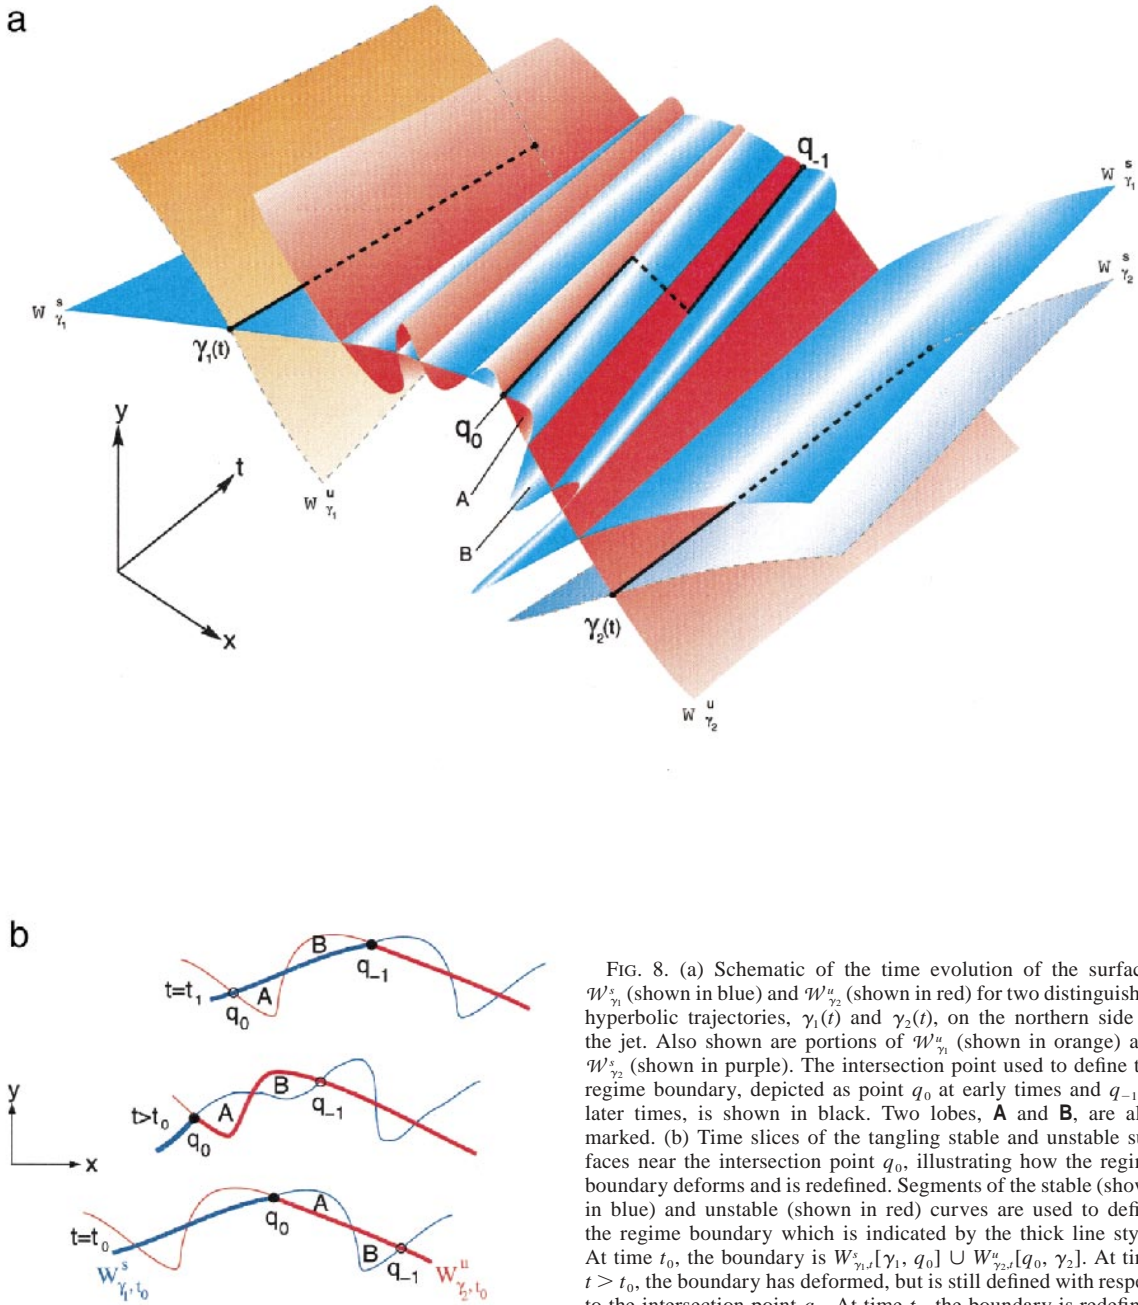 a
q₋₁
W ˢ γ₁
W ˢ γ₂
W ˢ γ₁
γ₁(t)
y
t
x
q₀
A
B
W ᵘ γ₁
γ₂(t)
W ᵘ γ₂
b
B
q₋₁
t=t₁
A
q₀
y
B
t>t₀
A
q₋₁
q₀
x
A
t=t₀
q₀
B
q₋₁
Wˢγ₁,t₀
Wᵘγ₂,t₀
FIG. 8. (a) Schematic of the time evolution of the surfac
𝒲ˢγ₁ (shown in blue) and 𝒲ᵘγ₂ (shown in red) for two distinguish
hyperbolic trajectories, γ₁(t) and γ₂(t), on the northern side
the jet. Also shown are portions of 𝒲ᵘγ₁ (shown in orange) a
𝒲ˢγ₂ (shown in purple). The intersection point used to define t
regime boundary, depicted as point q₀ at early times and q₋₁
later times, is shown in black. Two lobes, A and B, are al
marked. (b) Time slices of the tangling stable and unstable su
faces near the intersection point q₀, illustrating how the regim
boundary deforms and is redefined. Segments of the stable (show
in blue) and unstable (shown in red) curves are used to defi
the regime boundary which is indicated by the thick line sty
At time t₀, the boundary is Wˢγ₁,t[γ₁, q₀] ∪ Wᵘγ₂,t[q₀, γ₂]. At tim
t > t₀, the boundary has deformed, but is still defined with respe